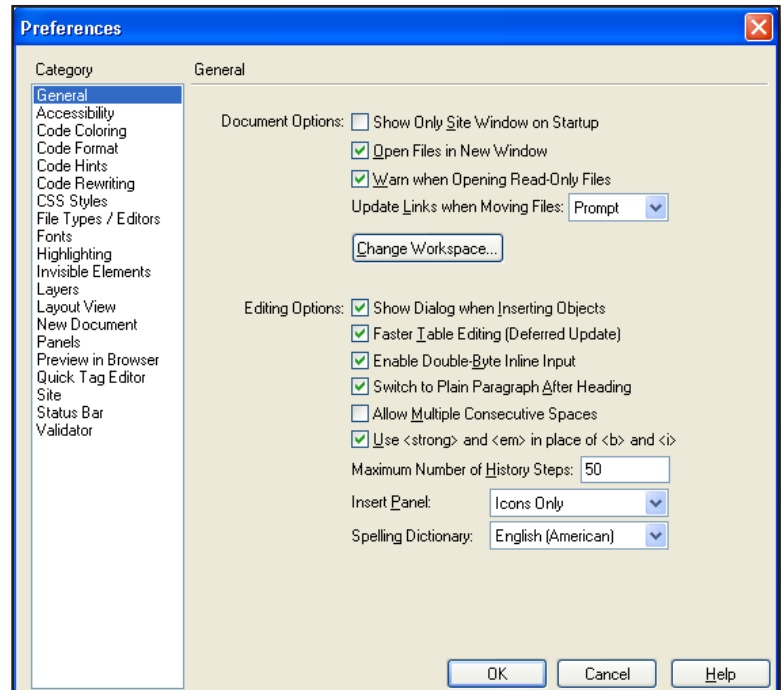 Preferences
Category
General
Accessibility
Code Coloring
Code Format
Code Hints
Code Rewriting
CSS Styles
File Types / Editors
Fonts
Highlighting
Invisible Elements
Layers
Layout View
New Document
Panels
Preview in Browser
Quick Tag Editor
Site
Status Bar
Validator
General
Document Options: Show Only Site Window on Startup
Open Files in New Window
Warn when Opening Read-Only Files
Update Links when Moving Files: Prompt
Change Workspace...
Editing Options: Show Dialog when Inserting Objects
Faster Table Editing (Deferred Update)
Enable Double-Byte Inline Input
Switch to Plain Paragraph After Heading
Allow Multiple Consecutive Spaces
Use <strong> and <em> in place of <b> and <i>
Maximum Number of History Steps: 50
Insert Panel: Icons Only
Spelling Dictionary: English (American)
OK Cancel Help